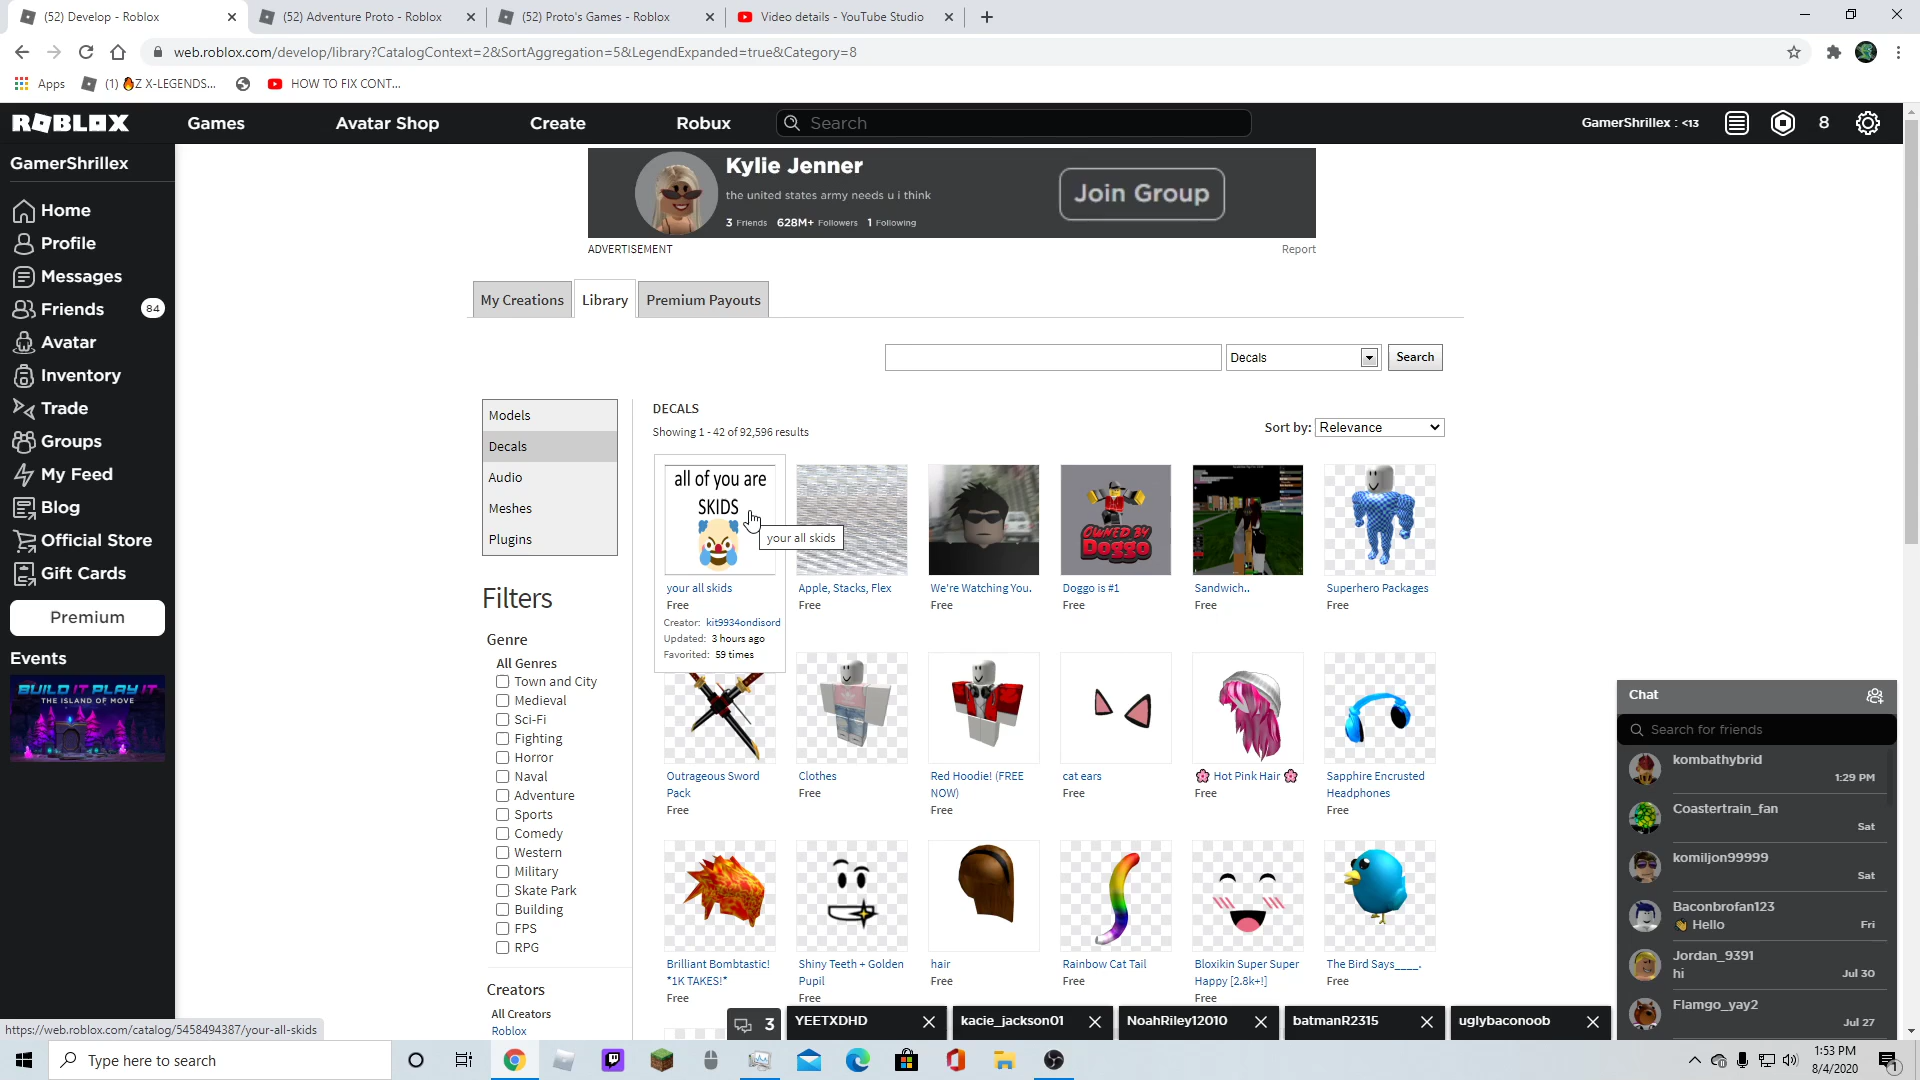 (52) Develop - Roblox
(52) Adventure Proto - Roblox
(52) Proto's Games - Roblox
Video details - YouTube Studio
web.roblox.com/develop/library?CatalogContext=2&SortAggregation=5&LegendExpanded=true&Category=8
Apps
(1) 🔥Z X-LEGENDS...
HOW TO FIX CONT...
ROBLOX
Games
Avatar Shop
Create
Robux
Search
GamerShrillex : <13
8
GamerShrillex
Home
Profile
Messages
Friends
84
Avatar
Inventory
Trade
Groups
My Feed
Blog
Official Store
Gift Cards
Premium
Events
BUILD IT PLAY IT
THE ISLAND OF MOVE
Kylie Jenner
the united states army needs u i think
3 Friends 628M+ Followers 1 Following
Join Group
ADVERTISEMENT
Report
My Creations
Library
Premium Payouts
Decals
Search
Models
Decals
Audio
Meshes
Plugins
Filters
Genre
All Genres
Town and City
Medieval
Sci-Fi
Fighting
Horror
Naval
Adventure
Sports
Comedy
Western
Military
Skate Park
Building
FPS
RPG
Creators
All Creators
Roblox
DECALS
Showing 1 - 42 of 92,596 results
Sort by:
Relevance
all of you are
SKIDS
your all skids
your all skids
Free
Creator: kit9934ondisord
Updated: 3 hours ago
Favorited: 59 times
Apple, Stacks, Flex
Free
We're Watching You.
Free
OWNED BY
Doggo
Doggo is #1
Free
Sandwich..
Free
Superhero Packages
Free
Outrageous Sword
Pack
Free
Clothes
Free
Red Hoodie! (FREE
NOW)
Free
cat ears
Free
🌸 Hot Pink Hair 🌸
Free
Sapphire Encrusted
Headphones
Free
Brilliant Bombtastic!
*1K TAKES!*
Free
Shiny Teeth + Golden
Pupil
Free
hair
Free
Rainbow Cat Tail
Free
Bloxikin Super Super
Happy [2.8k+!]
Free
The Bird Says____.
Free
Chat
Search for friends
kombathybrid
1:29 PM
Coastertrain_fan
Sat
komiljon99999
Sat
Baconbrofan123
👋 Hello
Fri
Jordan_9391
hi
Jul 30
Flamgo_yay2
Jul 27
3
YEETXDHD
kacie_jackson01
NoahRiley12010
batmanR2315
uglybaconoob
https://web.roblox.com/catalog/5458494387/your-all-skids
Type here to search
1:53 PM
8/4/2020
1